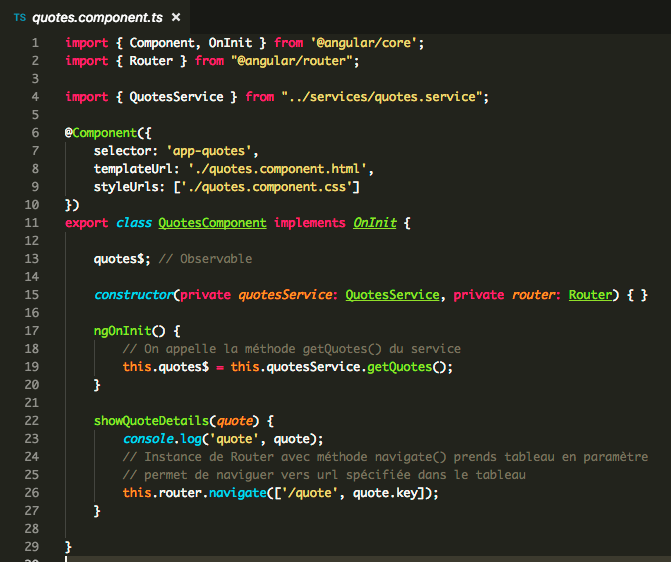 TS quotes.component.ts ×
1 import { Component, OnInit } from '@angular/core';
2 import { Router } from "@angular/router";
3
4 import { QuotesService } from "../services/quotes.service";
5
6 @Component({
7 selector: 'app-quotes',
8 templateUrl: './quotes.component.html',
9 styleUrls: ['./quotes.component.css']
10 })
11 export class QuotesComponent implements OnInit {
12
13 quotes$; // Observable
14
15 constructor(private quotesService: QuotesService, private router: Router) { }
16
17 ngOnInit() {
18 // On appelle la méthode getQuotes() du service
19 this.quotes$ = this.quotesService.getQuotes();
20 }
21
22 showQuoteDetails(quote) {
23 console.log('quote', quote);
24 // Instance de Router avec méthode navigate() prends tableau en paramètre
25 // permet de naviguer vers url spécifiée dans le tableau
26 this.router.navigate(['/quote', quote.key]);
27 }
28
29 }